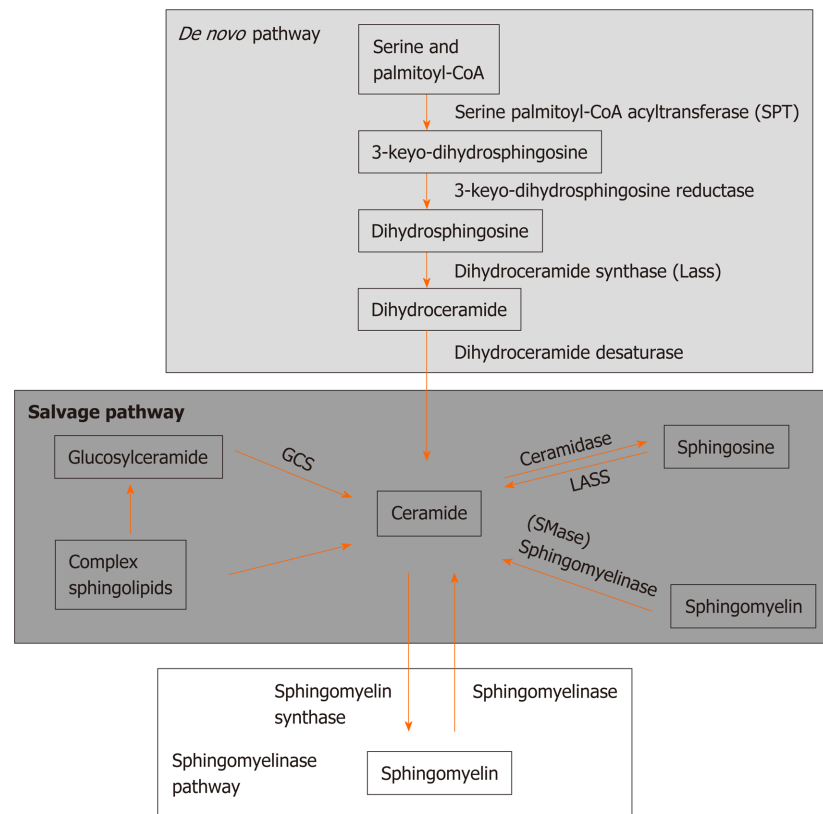 De novo pathway
Serine and
palmitoyl-CoA
Serine palmitoyl-CoA acyltransferase (SPT)
3-keyo-dihydrosphingosine
3-keyo-dihydrosphingosine reductase
Dihydrosphingosine
Dihydroceramide synthase (Lass)
Dihydroceramide
Dihydroceramide desaturase
Salvage pathway
Glucosylceramide
GCS
Ceramidase
LASS
Sphingosine
Ceramide
Complex
sphingolipids
(SMase)
Sphingomyelinase
Sphingomyelin
Sphingomyelin
synthase
Sphingomyelinase
Sphingomyelinase
pathway
Sphingomyelin